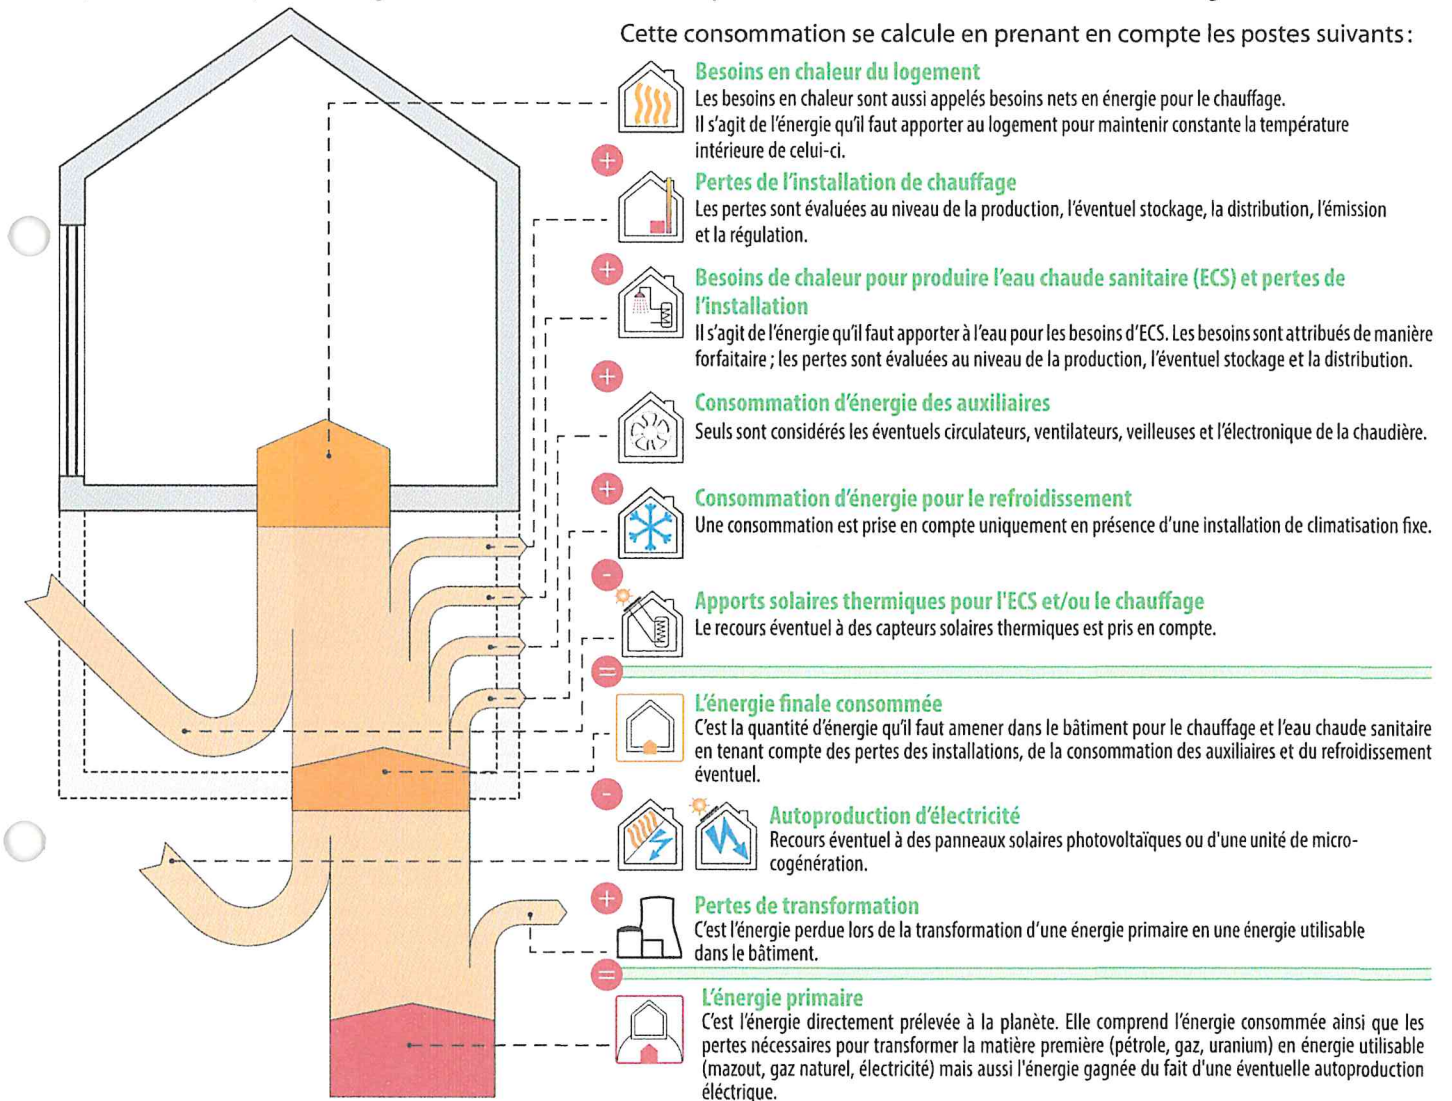 Cette consommation se calcule en prenant en compte les postes suivants :
Besoins en chaleur du logement
Les besoins en chaleur sont aussi appelés besoins nets en énergie pour le chauffage.
Il s'agit de l'énergie qu'il faut apporter au logement pour maintenir constante la température
intérieure de celui-ci.
+
Pertes de l'installation de chauffage
Les pertes sont évaluées au niveau de la production, l'éventuel stockage, la distribution, l'émission
et la régulation.
+
Besoins de chaleur pour produire l'eau chaude sanitaire (ECS) et pertes de
l'installation
Il s'agit de l'énergie qu'il faut apporter à l'eau pour les besoins d'ECS. Les besoins sont attribués de manière
forfaitaire ; les pertes sont évaluées au niveau de la production, l'éventuel stockage et la distribution.
+
Consommation d'énergie des auxiliaires
Seuls sont considérés les éventuels circulateurs, ventilateurs, veilleuses et l'électronique de la chaudière.
+
Consommation d'énergie pour le refroidissement
Une consommation est prise en compte uniquement en présence d'une installation de climatisation fixe.
-
Apports solaires thermiques pour l'ECS et/ou le chauffage
Le recours éventuel à des capteurs solaires thermiques est pris en compte.
=
L'énergie finale consommée
C'est la quantité d'énergie qu'il faut amener dans le bâtiment pour le chauffage et l'eau chaude sanitaire
en tenant compte des pertes des installations, de la consommation des auxiliaires et du refroidissement
éventuel.
-
Autoproduction d'électricité
Recours éventuel à des panneaux solaires photovoltaïques ou d'une unité de micro-
cogénération.
+
Pertes de transformation
C'est l'énergie perdue lors de la transformation d'une énergie primaire en une énergie utilisable
dans le bâtiment.
=
L'énergie primaire
C'est l'énergie directement prélevée à la planète. Elle comprend l'énergie consommée ainsi que les
pertes nécessaires pour transformer la matière première (pétrole, gaz, uranium) en énergie utilisable
(mazout, gaz naturel, électricité) mais aussi l'énergie gagnée du fait d'une éventuelle autoproduction
éléctrique.